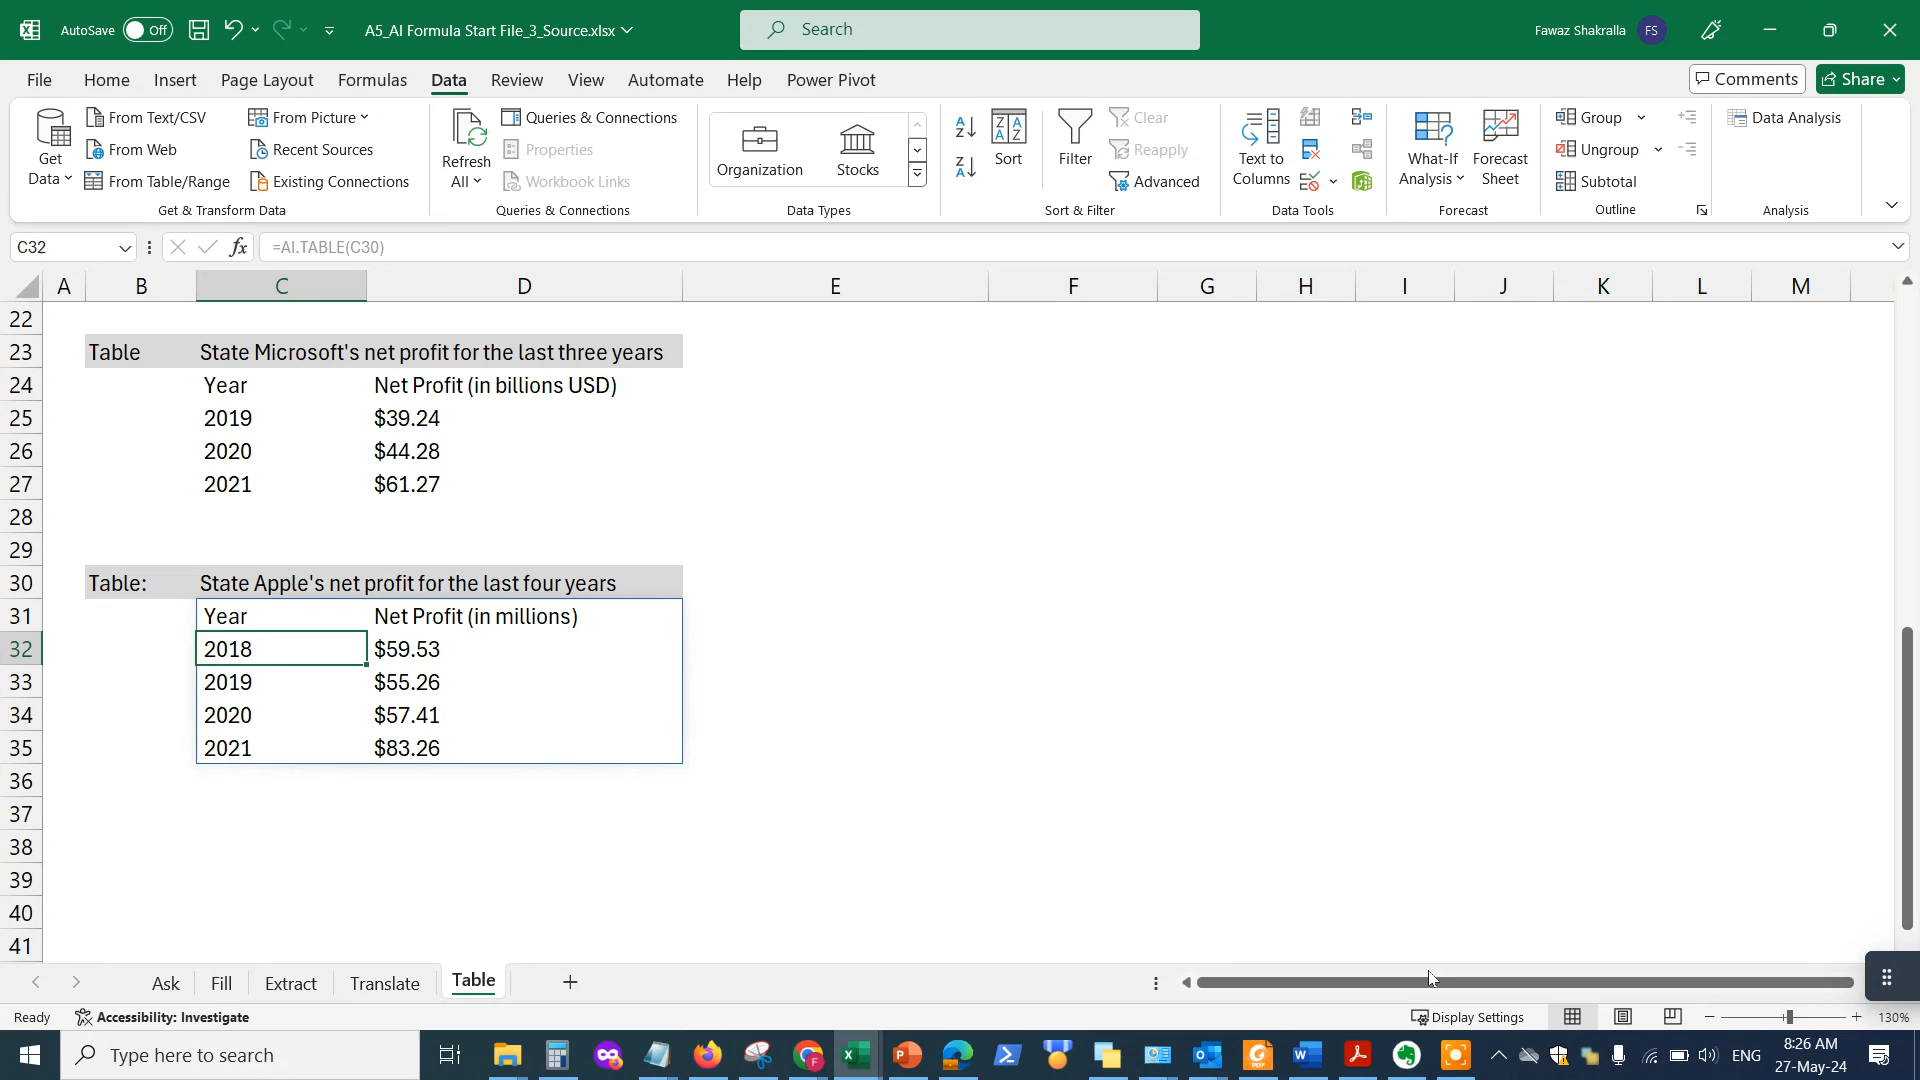 AutoSave Off A5_AI Formula Start File_3_Source.xlsx Search Fawaz Shakralla FS
File Home Insert Page Layout Formulas Data Review View Automate Help Power Pivot Comments Share
Get Data
From Text/CSV
From Web
From Table/Range
From Picture
Recent Sources
Existing Connections
Get & Transform Data
Refresh All
Queries & Connections
Properties
Workbook Links
Queries & Connections
Organization
Stocks
Data Types
Sort
Filter
Clear
Reapply
Advanced
Sort & Filter
Text to Columns
Data Tools
What-If Analysis
Forecast Sheet
Forecast
Group
Ungroup
Subtotal
Outline
Data Analysis
Analysis
C32 fx =AI.TABLE(C30)
A B C D E F G H I J K L M
22
23 Table State Microsoft's net profit for the last three years
24 Year Net Profit (in billions USD)
25 2019 $39.24
26 2020 $44.28
27 2021 $61.27
28
29
30 Table: State Apple's net profit for the last four years
31 Year Net Profit (in millions)
32 2018 $59.53
33 2019 $55.26
34 2020 $57.41
35 2021 $83.26
36
37
38
39
40
41
Ask Fill Extract Translate Table
Ready Accessibility: Investigate Display Settings 130%
Type here to search ENG 8:26 AM
27-May-24